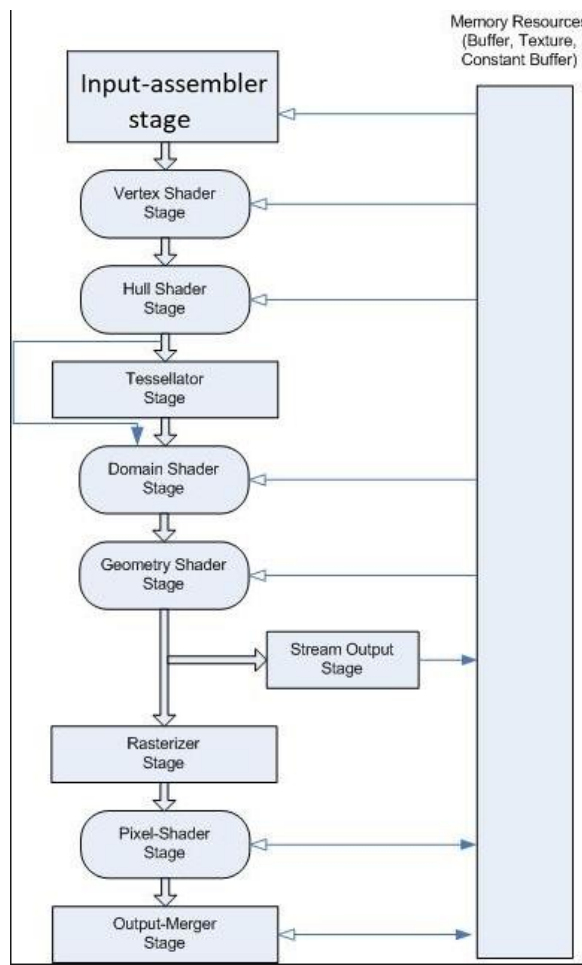 Memory Resources
(Buffer, Texture,
Constant Buffer)
Input-assembler
stage
Vertex Shader
Stage
Hull Shader
Stage
Tessellator
Stage
Domain Shader
Stage
Geometry Shader
Stage
Stream Output
Stage
Rasterizer
Stage
Pixel-Shader
Stage
Output-Merger
Stage